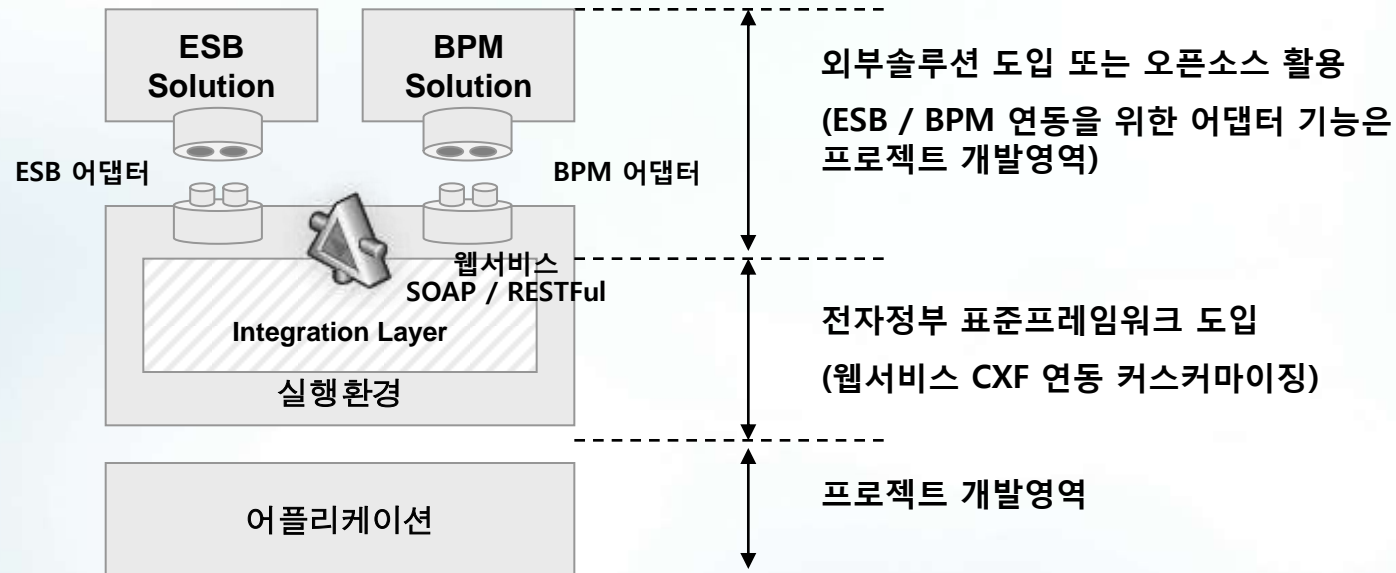 ESB
Solution
BPM
Solution
ESB 어댑터
BPM 어댑터
웹서비스
SOAP / RESTFul
Integration Layer
실행환경
어플리케이션
외부솔루션 도입 또는 오픈소스 활용
(ESB / BPM 연동을 위한 어댑터 기능은
프로젝트 개발영역)
전자정부 표준프레임워크 도입
(웹서비스 CXF 연동 커스커마이징)
프로젝트 개발영역